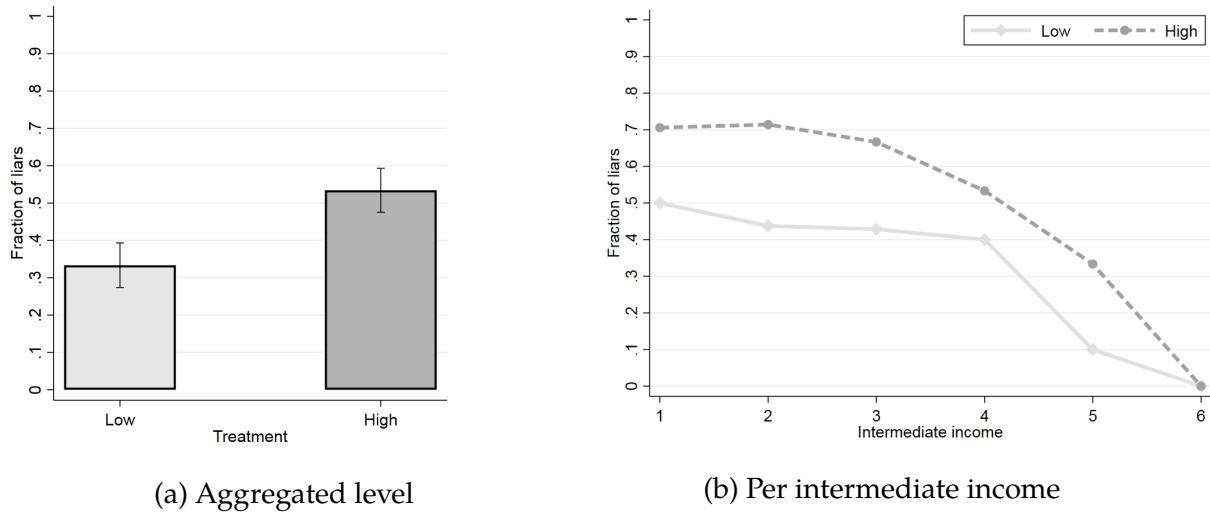 Fraction of liars
1
.9
.8
.7
.6
.5
.4
.3
.2
.1
0
Low High
Treatment
(a) Aggregated level
Low High
Fraction of liars
1
.9
.8
.7
.6
.5
.4
.3
.2
.1
0
1 2 3 4 5 6
Intermediate income
(b) Per intermediate income